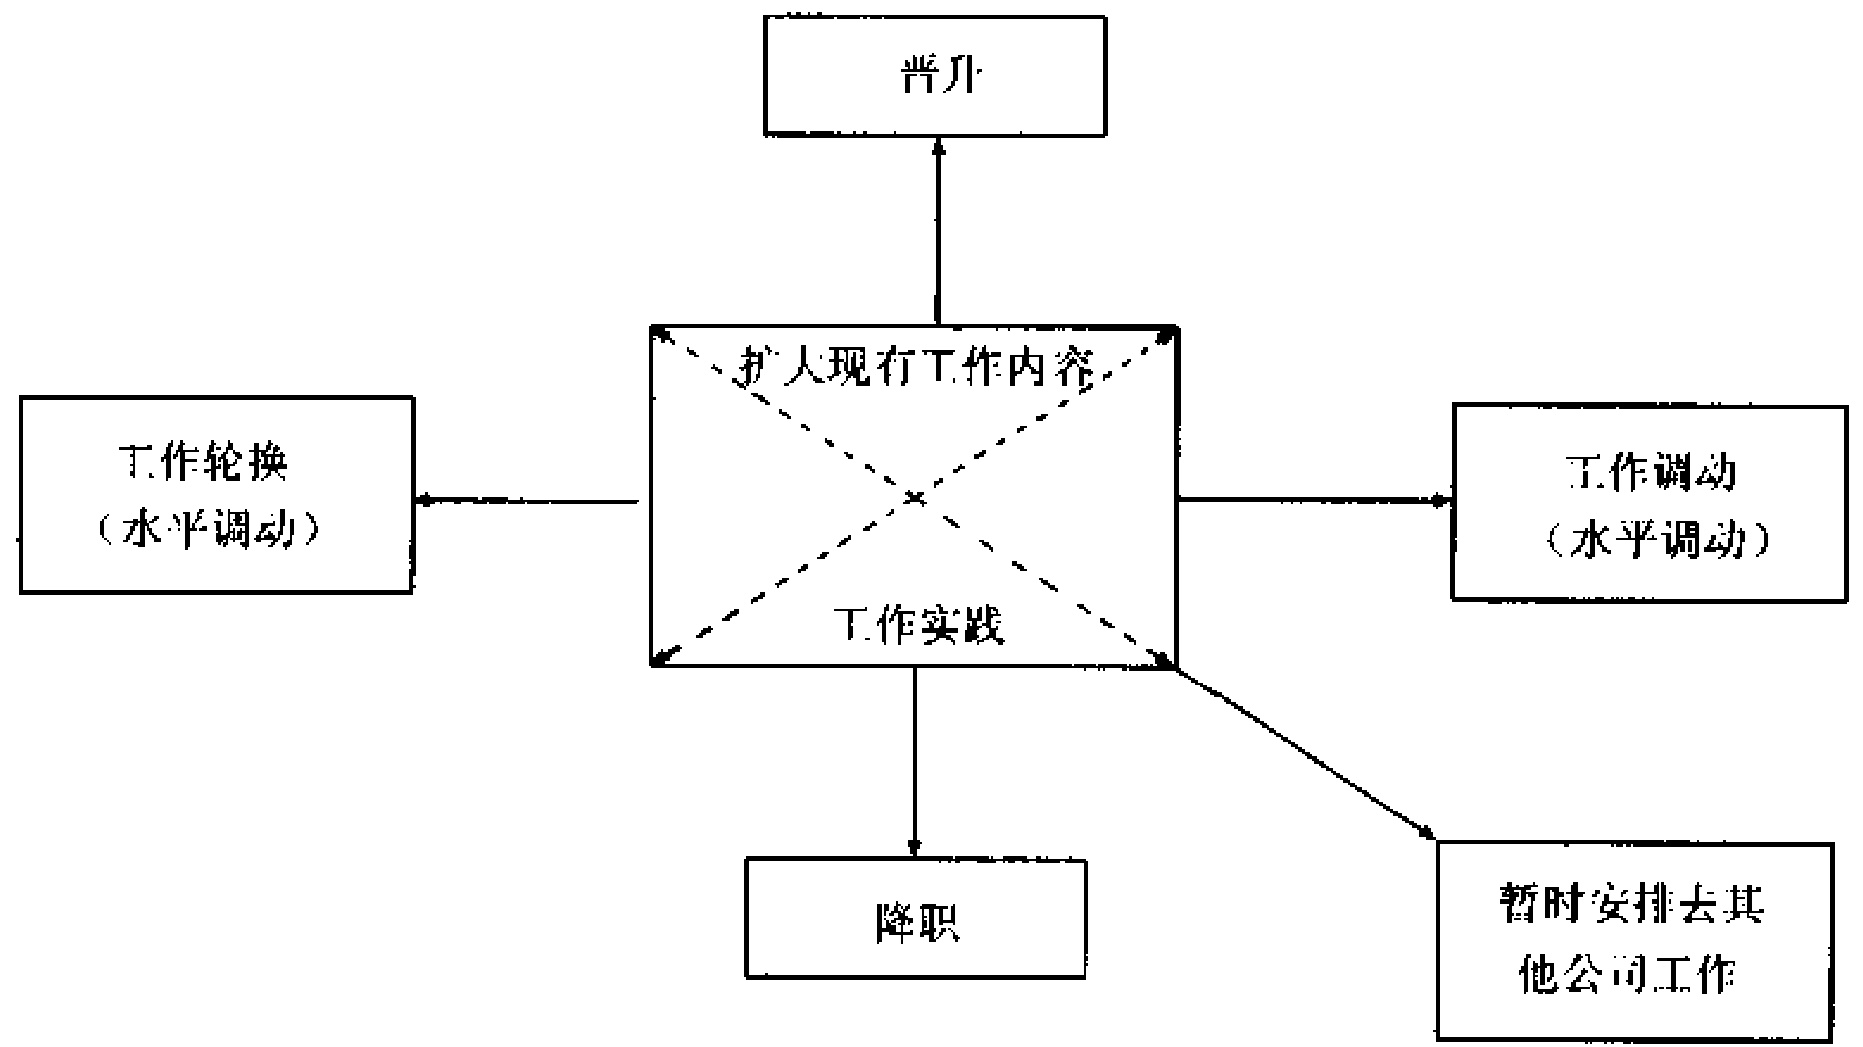 晋升
扩大现有工作内容
工作轮换
（水平调动）
工作调动
（水平调动）
工作实践
降职
暂时安排去其
他公司工作